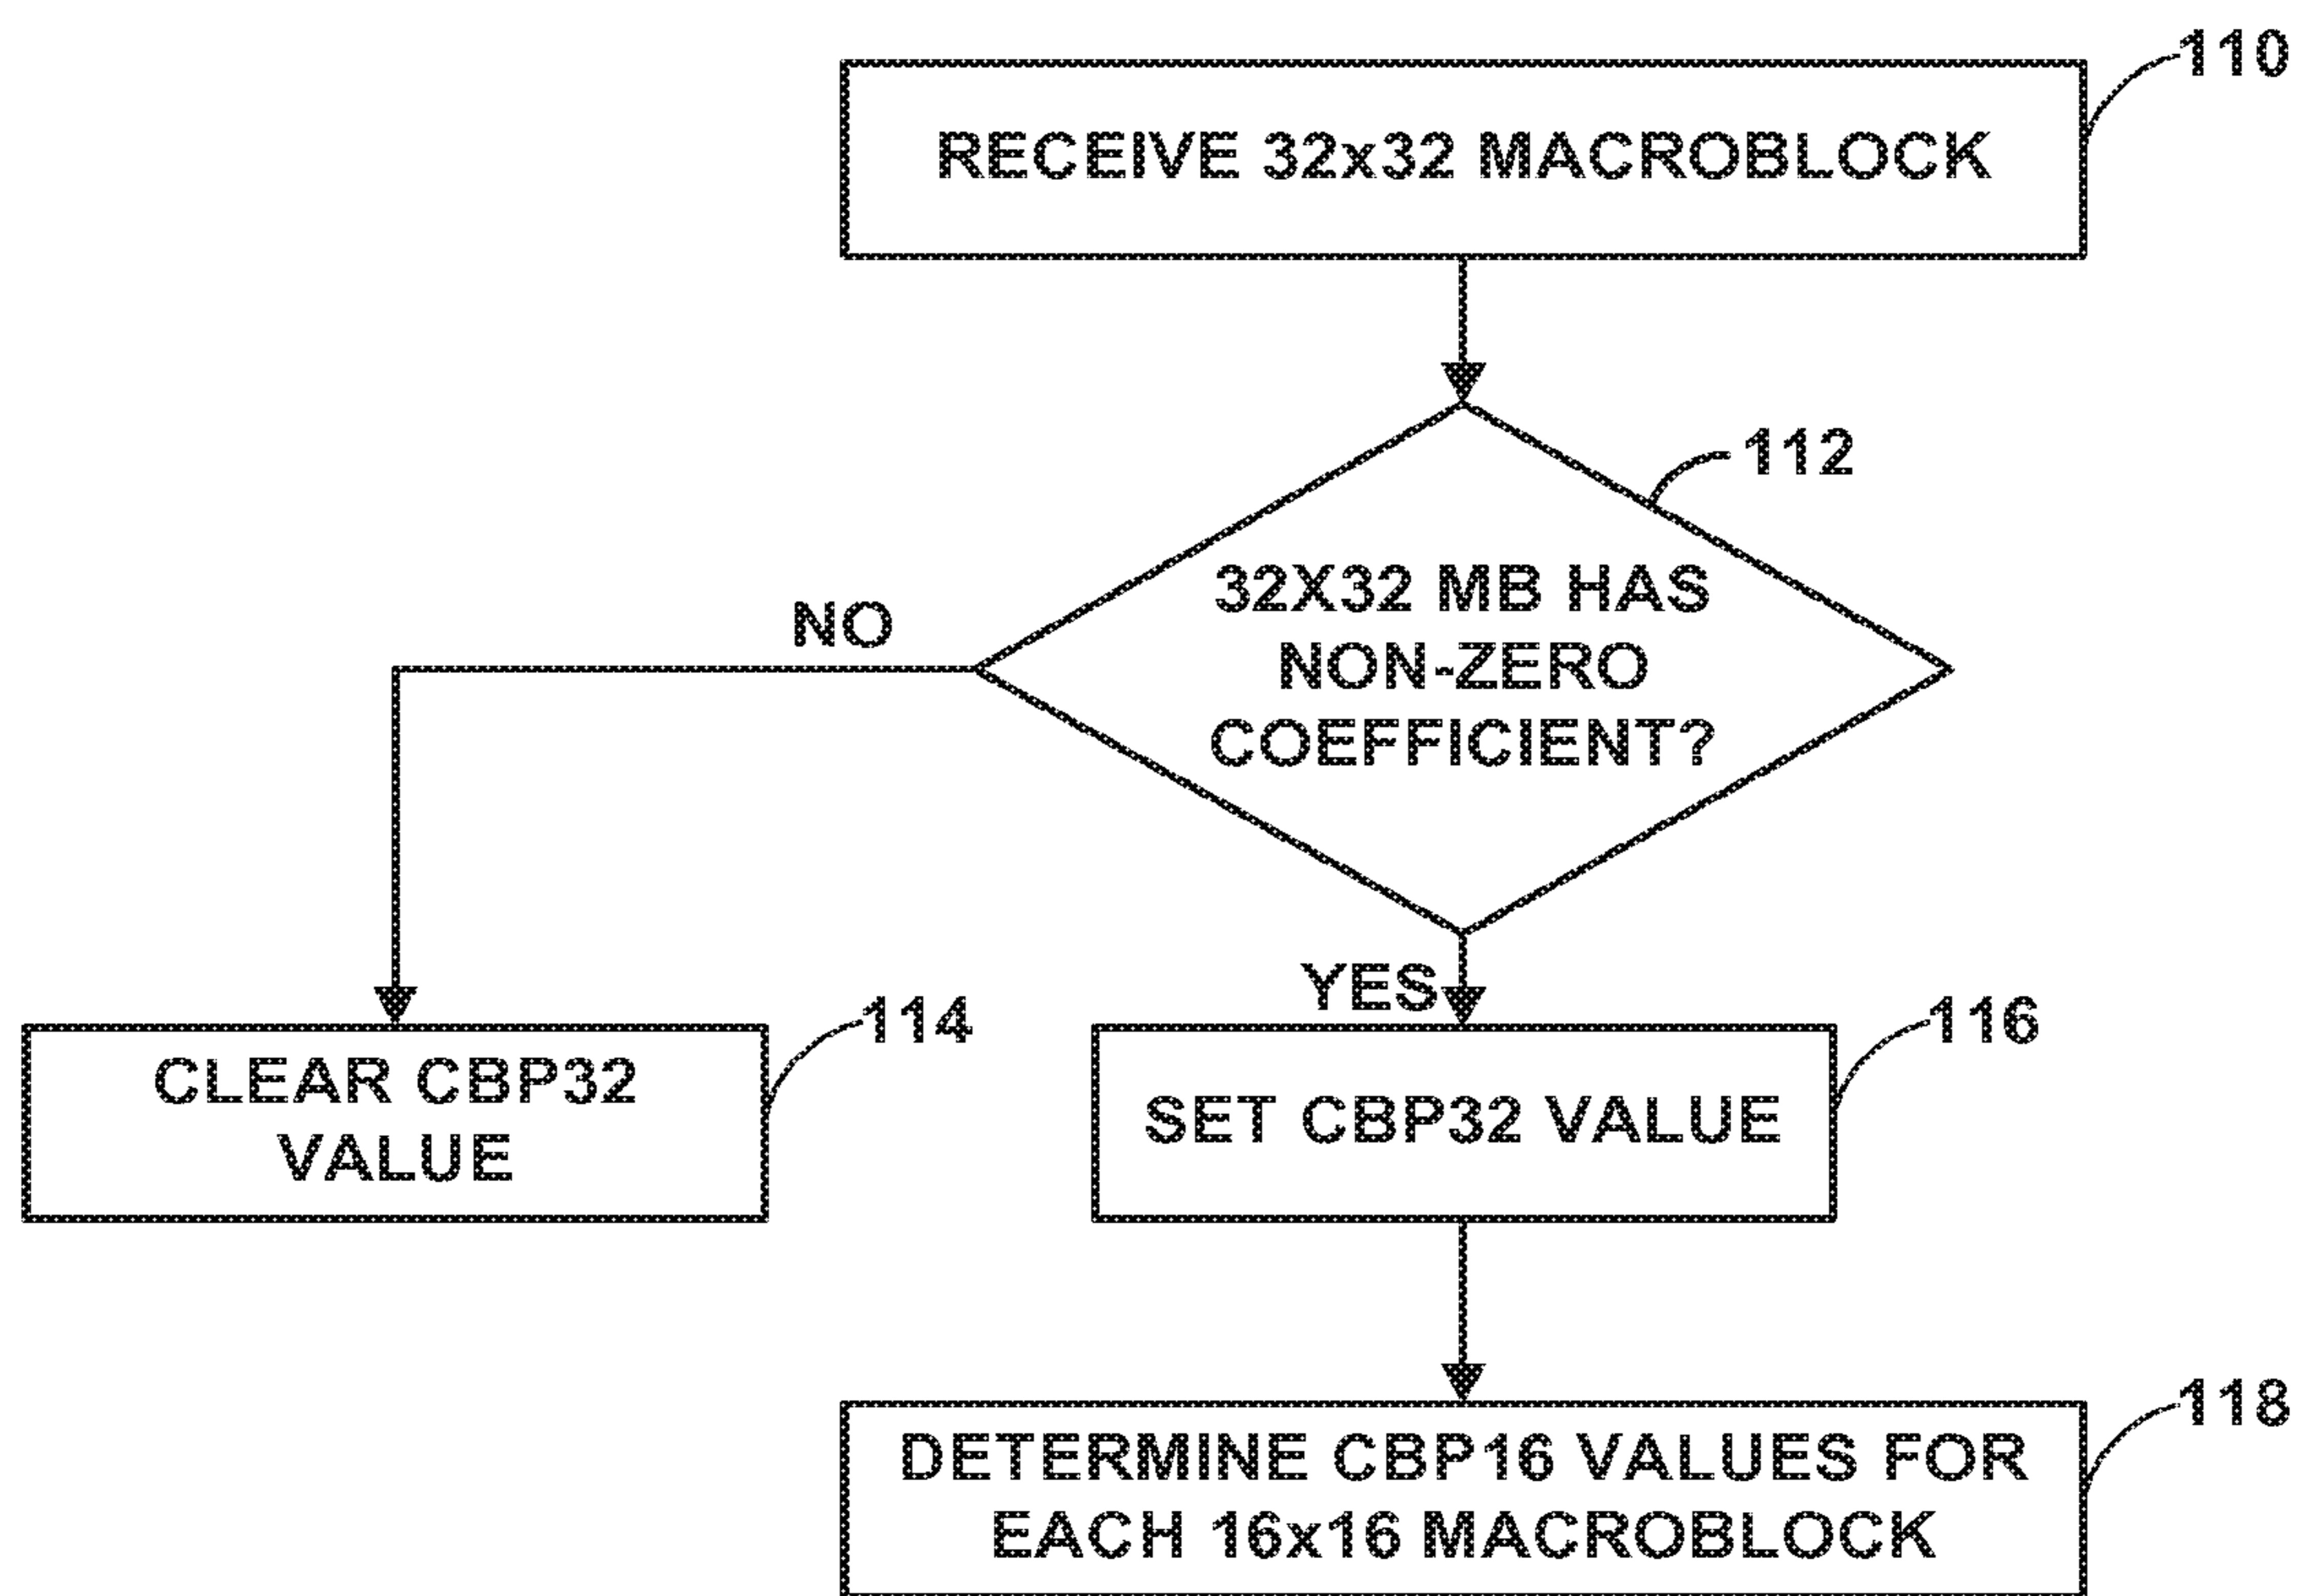 110
RECEIVE 32x32 MACROBLOCK
112
32X32 MB HAS
NON-ZERO
COEFFICIENT?
NO
YES
114
CLEAR CBP32
VALUE
116
SET CBP32 VALUE
118
DETERMINE CBP16 VALUES FOR
EACH 16x16 MACROBLOCK